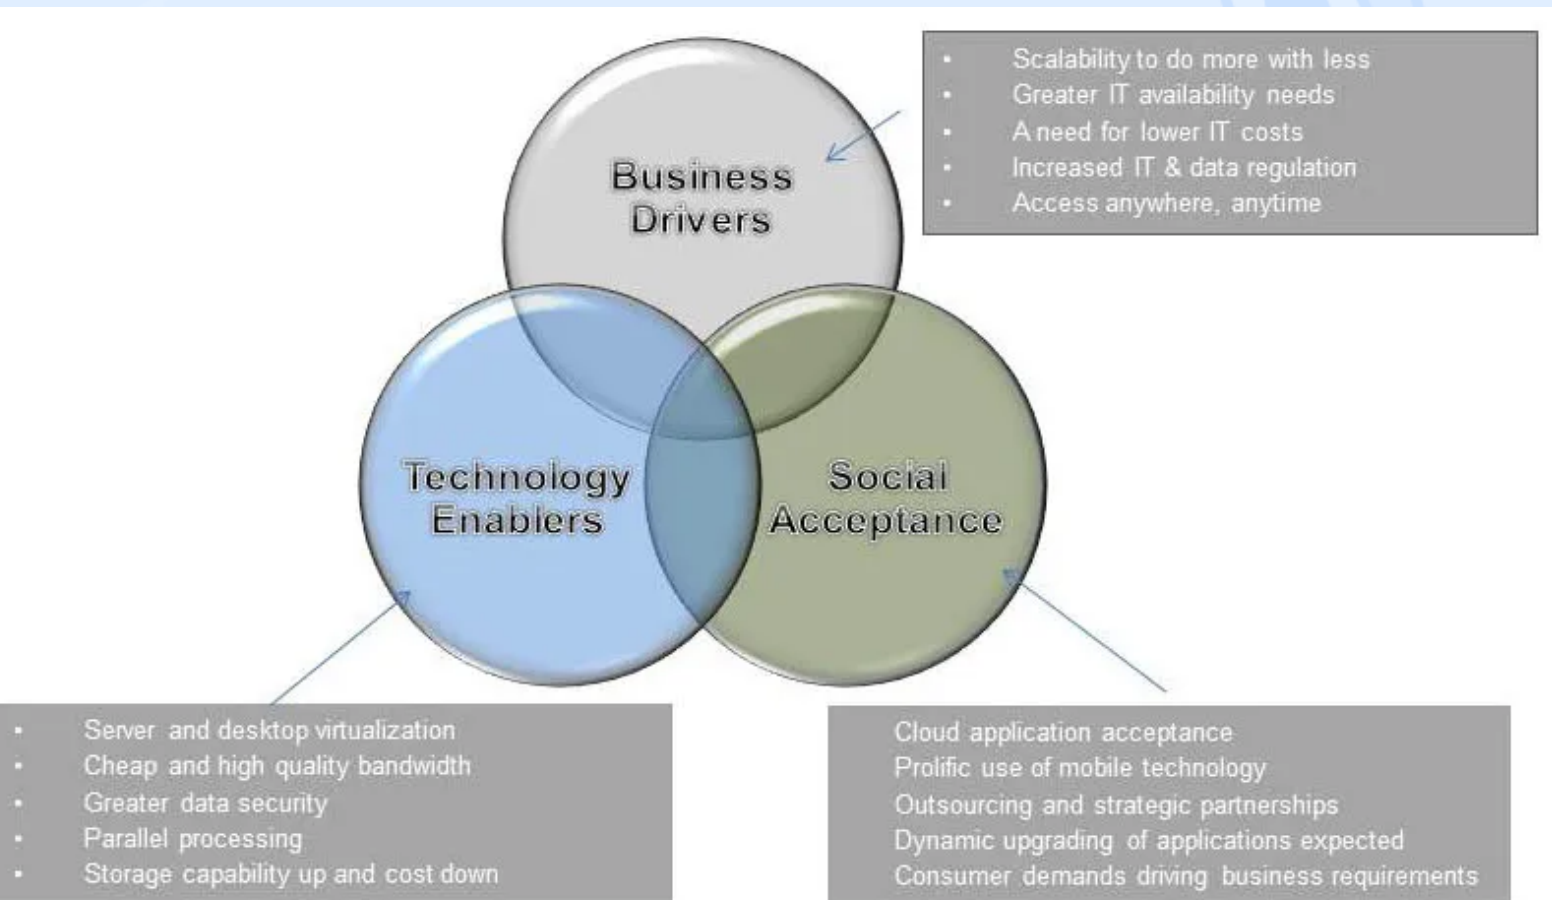 Business
Drivers
Technology
Enablers
Social
Acceptance
▪ Scalability to do more with less
▪ Greater IT availability needs
▪ A need for lower IT costs
▪ Increased IT & data regulation
▪ Access anywhere, anytime
▪ Server and desktop virtualization
▪ Cheap and high quality bandwidth
▪ Greater data security
▪ Parallel processing
▪ Storage capability up and cost down
Cloud application acceptance
Prolific use of mobile technology
Outsourcing and strategic partnerships
Dynamic upgrading of applications expected
Consumer demands driving business requirements